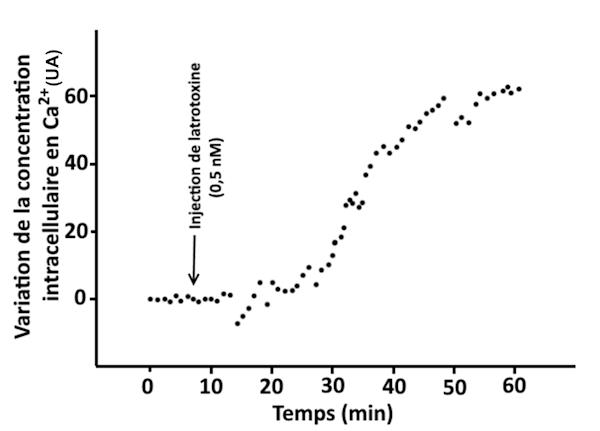 Variation de la concentration
intracellulaire en Ca²⁺(UA)
60
40
20
0
Injection de latrotoxine
(0,5 nM)
0 10 20 30 40 50 60
Temps (min)